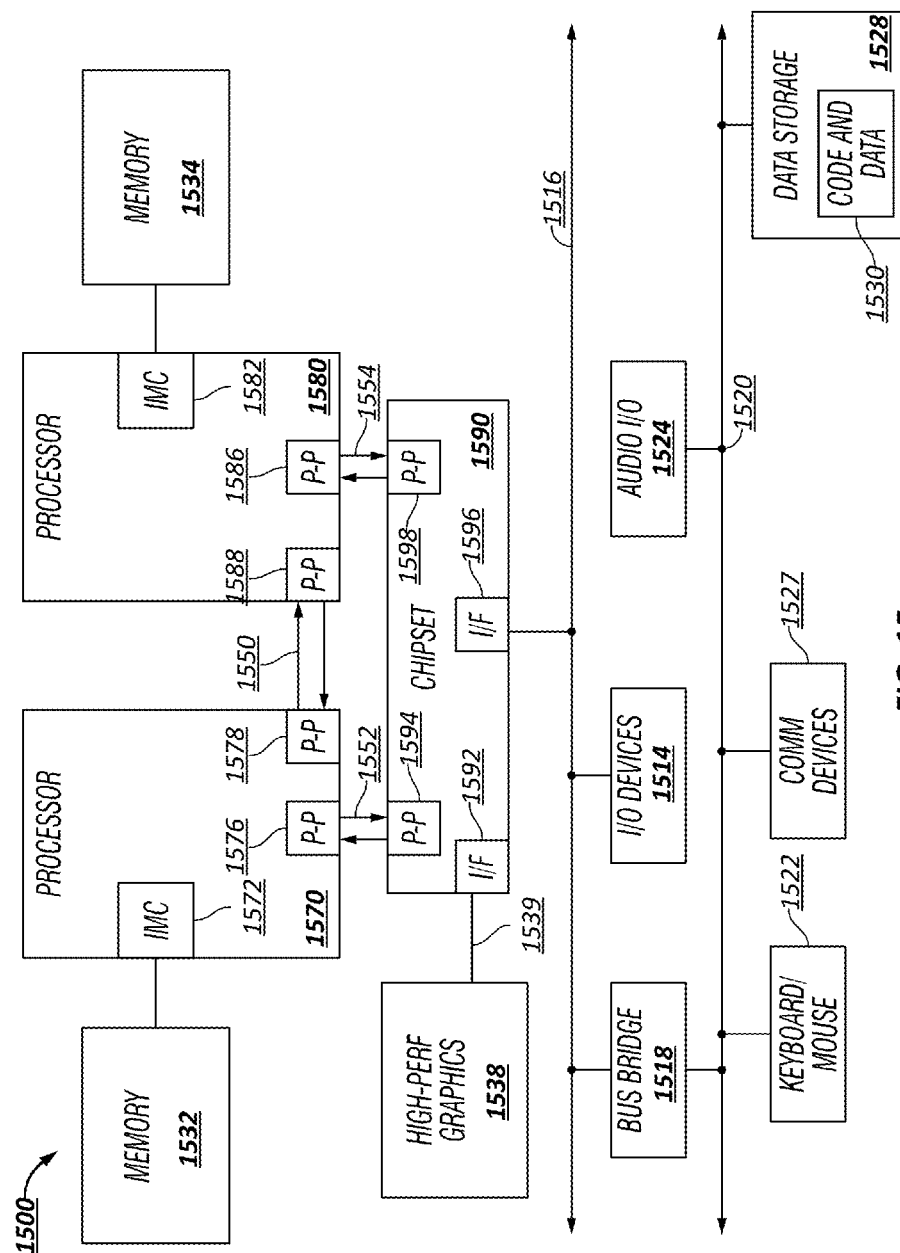 1500
MEMORY
1532
PROCESSOR
IMC
1572
1570
1576
P-P
1578
P-P
1550
PROCESSOR
IMC
1582
1580
1588
P-P
1586
P-P
MEMORY
1534
1552
1554
HIGH-PERF
GRAPHICS
1538
1539
P-P
1594
P-P
1598
CHIPSET
1590
I/F
1592
I/F
1596
1516
BUS BRIDGE
1518
I/O DEVICES
1514
AUDIO I/O
1524
1520
KEYBOARD/
MOUSE
1522
COMM
DEVICES
1527
DATA STORAGE
CODE AND
DATA
1530
1528